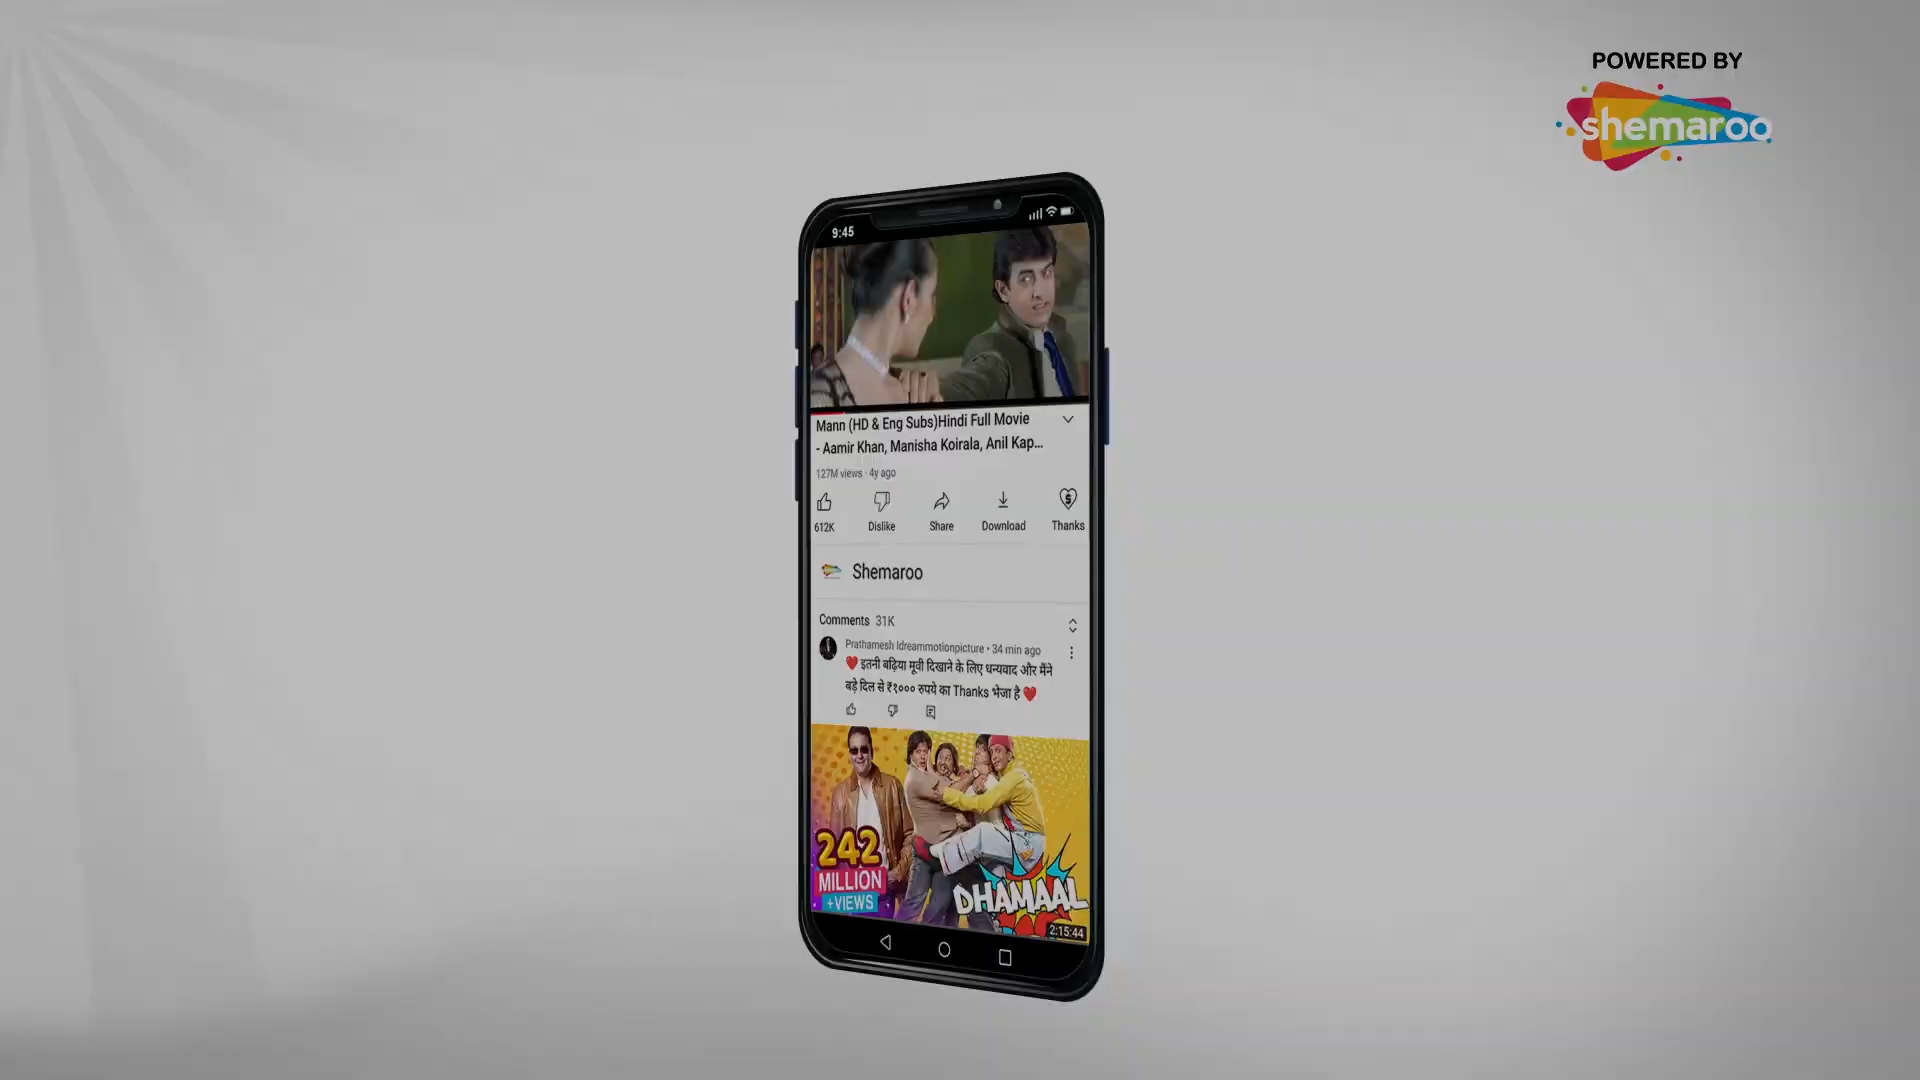 POWERED BY
shemaroo
9:45
Mann (HD & Eng Subs)Hindi Full Movie
- Aamir Khan, Manisha Koirala, Anil Kap...
127M views · 4y ago
612K
Dislike
Share
Download
Thanks
Shemaroo
Comments 31K
Prathamesh Idreammotionpicture • 34 min ago
❤️ इतनी बढ़िया मूवी दिखाने के लिए धन्यवाद और मैंने
बड़े दिल से ₹१००० रुपये का Thanks भेजा है ❤️
242
MILLION
+VIEWS
DHAMAAL
2:15:44